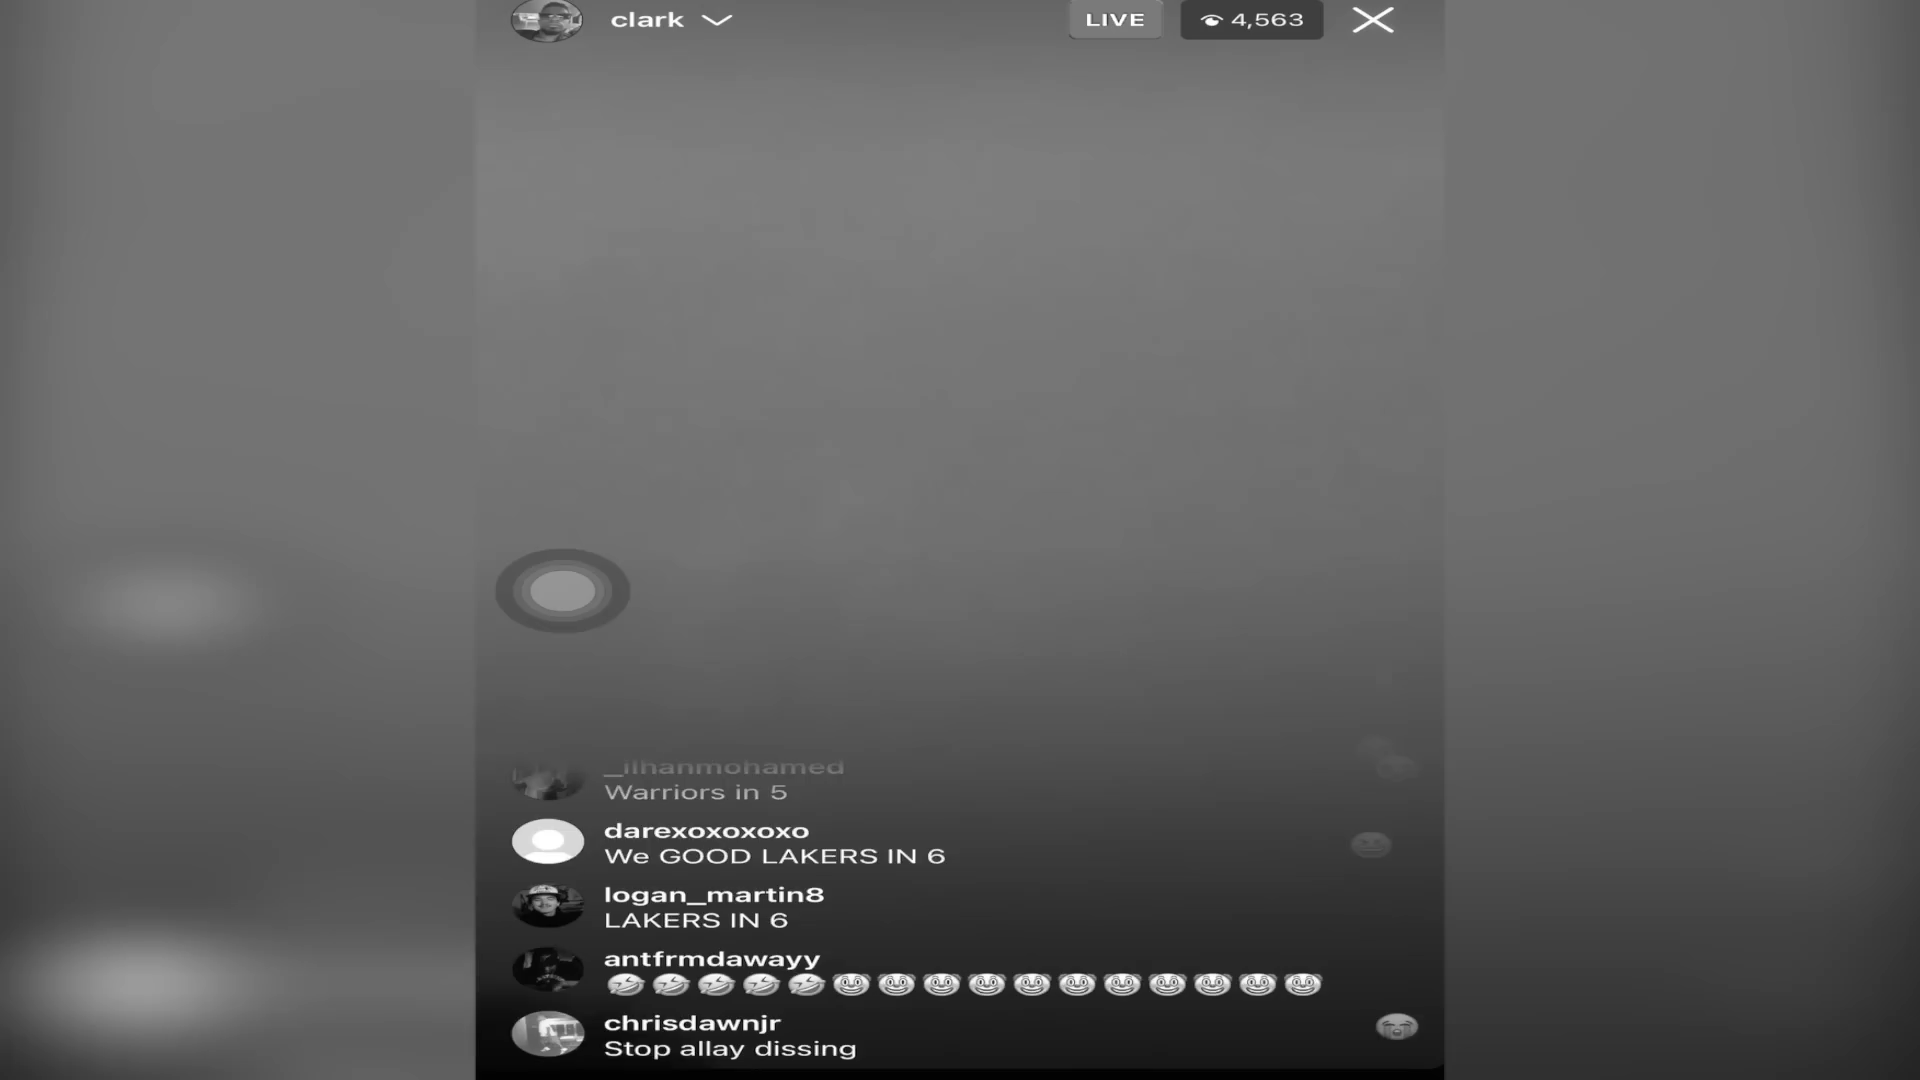 clark
LIVE
4,563
_ilhanmohamed
Warriors in 5
darexoxoxoxo
We GOOD LAKERS IN 6
logan_martin8
LAKERS IN 6
antfrmdawayy
🤣🤣🤣🤣🤣🤡🤡🤡🤡🤡🤡🤡🤡🤡🤡🤡
chrisdawnjr
Stop allay dissing